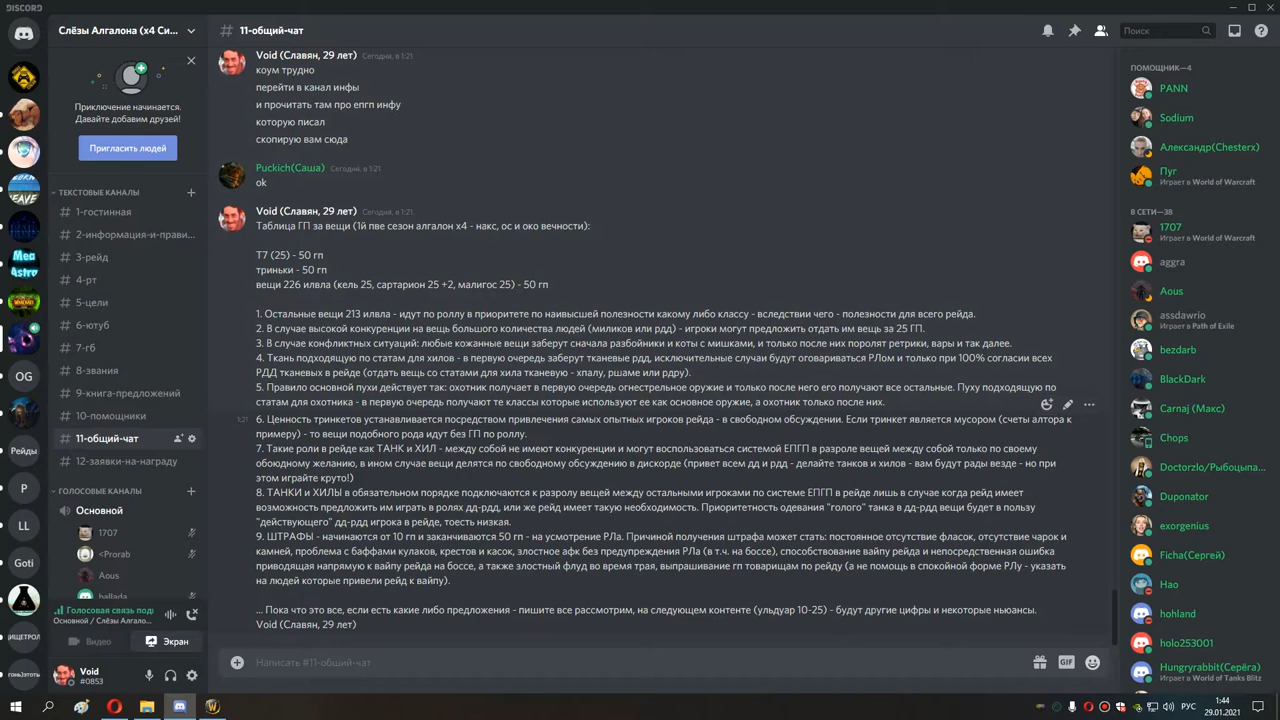 DISCORD
Слёзы Алгалона (x4 Си...
11-общий-чат
Поиск
Приключение начинается.
Давайте добавим друзей!
Пригласить людей
ТЕКСТОВЫЕ КАНАЛЫ
1-гостинная
2-информация-и-прави...
3-рейд
4-рт
5-цели
6-ютуб
7-гб
8-звания
9-книга-предложений
10-помощники
11-общий-чат
12-заявки-на-награду
ГОЛОСОВЫЕ КАНАЛЫ
Основной
1707
<Prorab
Aous
ballada
Голосовая связь под
Основной / Слёзы Алгало...
Видео
Экран
Void
#0853
OG
Рейды
P
LL
Goti
ИЩЕТРОЛ
Void (Славян, 29 лет) Сегодня, в 1:21
коум трудно
перейти в канал инфы
и прочитать там про епгп инфу
которую писал
скопирую вам сюда
Puckich(Саша) Сегодня, в 1:21
ok
Void (Славян, 29 лет) Сегодня, в 1:21
Таблица ГП за вещи (1й пве сезон алгалон х4 - накс, ос и око вечности):
Т7 (25) - 50 гп
триньки - 50 гп
вещи 226 илвла (кель 25, сартарион 25 +2, малигос 25) - 50 гп
1. Остальные вещи 213 илвла - идут по роллу в приоритете по наивысшей полезности какому либо классу - вследствии чего - полезности для всего рейда.
2. В случае высокой конкуренции на вещь большого количества людей (миликов или рдд) - игроки могут предложить отдать им вещь за 25 ГП.
3. В случае конфликтных ситуаций: любые кожанные вещи заберут сначала разбойники и коты с мишками, и только после них поролят ретрики, вары и так далее.
4. Ткань подходящую по статам для хилов - в первую очередь заберут тканевые рдд, исключительные случаи будут оговариваться РЛом и только при 100% согласии всех
РДД тканевых в рейде (отдать вещь со статами для хила тканевую - хпалу, ршаме или рдру).
5. Правило основной пухи действует так: охотник получает в первую очередь огнестрельное оружие и только после него его получают все остальные. Пуху подходящую по
статам для охотника - в первую очередь получают те классы которые используют ее как основное оружие, а охотник только после них.
1:21 6. Ценность тринкетов устанавливается посредством привлечения самых опытных игроков рейда - в свободном обсуждении. Если тринкет является мусором (счеты алтора к
примеру) - то вещи подобного рода идут без ГП по роллу.
7. Такие роли в рейде как ТАНК и ХИЛ - между собой не имеют конкуренции и могут воспользоваться системой ЕПГП в разроле вещей между собой только по своему
обоюдному желанию, в ином случае вещи делятся по свободному обсуждению в дискорде (привет всем дд и рдд - делайте танков и хилов - вам будут рады везде - но при
этом играйте круто!)
8. ТАНКИ и ХИЛЫ в обязательном порядке подключаются к разролу вещей между остальными игроками по системе ЕПГП в рейде лишь в случае когда рейд имеет
возможность предложить им играть в ролях дд-рдд, или же рейд имеет такую необходимость. Приоритетность одевания "голого" танка в дд-рдд вещи будет в пользу
"действующего" дд-рдд игрока в рейде, тоесть низкая.
9. ШТРАФЫ - начинаются от 10 гп и заканчиваются 50 гп - на усмотрение РЛа. Причиной получения штрафа может стать: постоянное отсутствие фласок, отсутствие чарок и
камней, проблема с баффами кулаков, крестов и касок, злостное афк без предупреждения РЛа (в т.ч. на боссе), способствование вайпу рейда и непосредственная ошибка
приводящая напрямую к вайпу рейда на боссе, а также злостный флуд во время трая, выпрашивание гп товарищам по рейду (а не помощь в спокойной форме РЛу - указать
на людей которые привели рейд к вайпу).
... Пока что это все, если есть какие либо предложения - пишите все рассмотрим, на следующем контенте (ульдуар 10-25) - будут другие цифры и некоторые ньюансы.
Void (Славян, 29 лет)
Написать #11-общий-чат
GIF
ПОМОЩНИК—4
PANN
Sodium
Александр(Chesterx)
Пуг
Играет в World of Warcraft
В СЕТИ—38
1707
Играет в World of Warcraft
aggra
Aous
assdawrio
Играет в Path of Exile
bezdarb
BlackDark
Carnaj (Макс)
Chops
Doctorzlo/Рыбоцыпа...
Duponator
exorgenius
Ficha(Сергей)
Hao
hohland
holo253001
Hungryrabbit(Серёга)
Играет в World of Tanks Blitz
РУС
1:44
29.01.2021